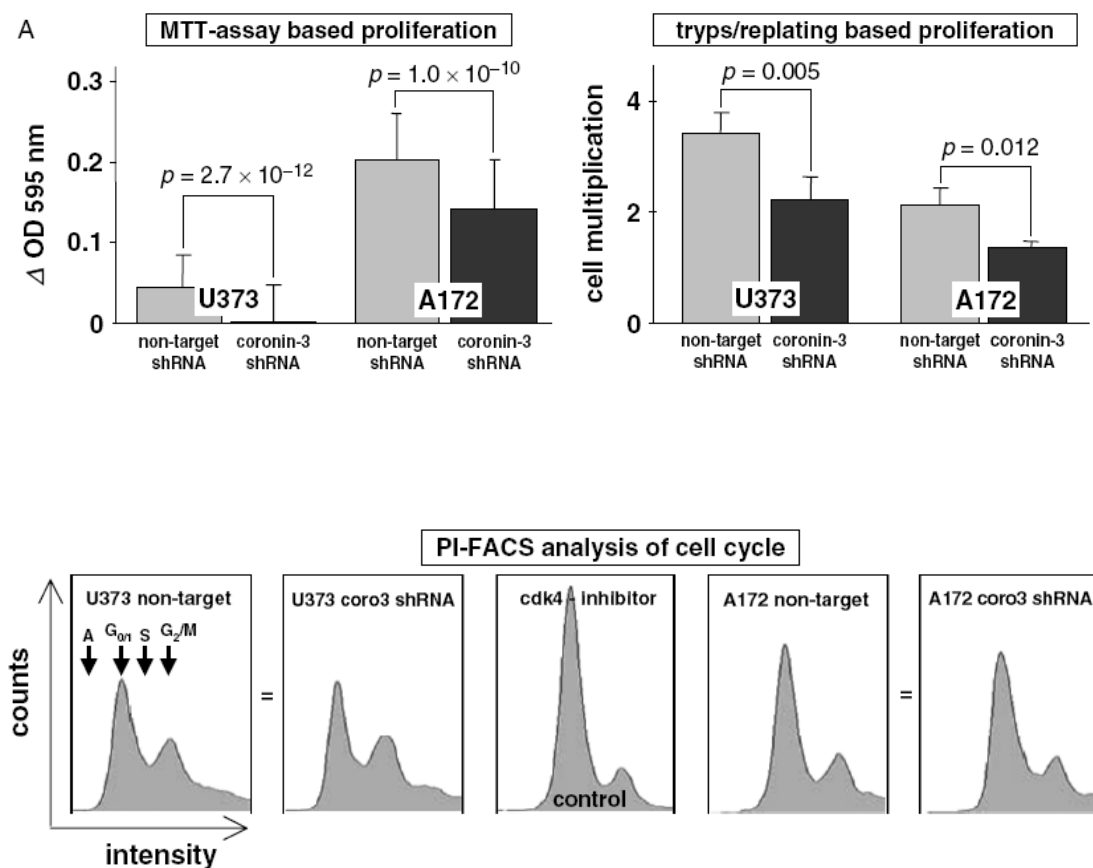 A
MTT-assay based proliferation
Δ OD 595 nm
0.3
0.2
0.1
0
p = 2.7 × 10⁻¹²
p = 1.0 × 10⁻¹⁰
U373
A172
non-target shRNA
coronin-3 shRNA
non-target shRNA
coronin-3 shRNA
tryps/replating based proliferation
cell multiplication
4
2
0
p = 0.005
p = 0.012
U373
A172
non-target shRNA
coronin-3 shRNA
non-target shRNA
coronin-3 shRNA
PI-FACS analysis of cell cycle
counts
intensity
U373 non-target
A G0/1 S G2/M
=
U373 coro3 shRNA
cdk4 - inhibitor
control
A172 non-target
=
A172 coro3 shRNA